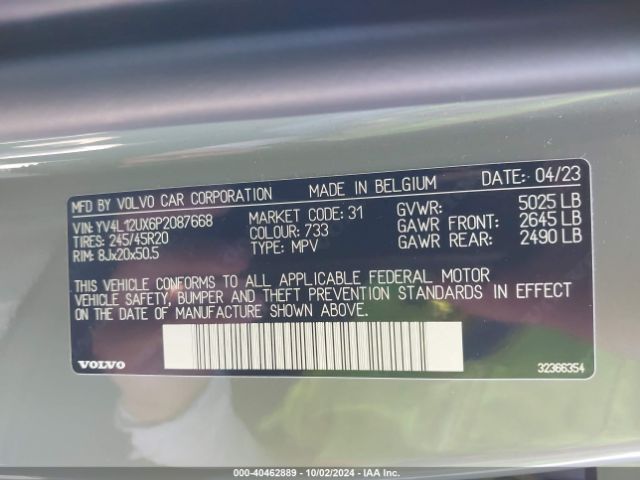 MFD BY VOLVO CAR CORPORATION MADE IN BELGIUM DATE: 04/23
VIN: YV4L12UX6P2087668 MARKET CODE: 31 GVWR: 5025 LB
TIRES: 245/45R20 COLOUR: 733 GAWR FRONT: 2645 LB
RIM: 8Jx20x50.5 TYPE: MPV GAWR REAR: 2490 LB
THIS VEHICLE CONFORMS TO ALL APPLICABLE FEDERAL MOTOR
VEHICLE SAFETY, BUMPER AND THEFT PREVENTION STANDARDS IN EFFECT
ON THE DATE OF MANUFACTURE SHOWN ABOVE.
VOLVO 32366354
000-40462889 - 10/02/2024 - IAA Inc.